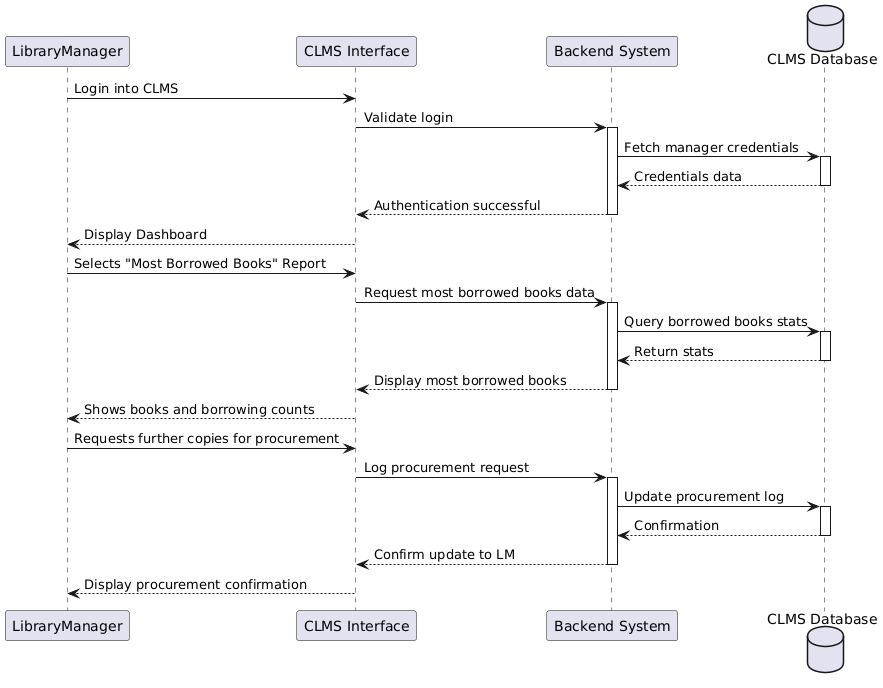 CLMS Database
LibraryManager
CLMS Interface
Backend System
Login into CLMS
Validate login
Fetch manager credentials
Credentials data
Authentication successful
Display Dashboard
Selects "Most Borrowed Books" Report
Request most borrowed books data
Query borrowed books stats
Return stats
Display most borrowed books
Shows books and borrowing counts
Requests further copies for procurement
Log procurement request
Update procurement log
Confirmation
Confirm update to LM
Display procurement confirmation
LibraryManager
CLMS Interface
Backend System
CLMS Database